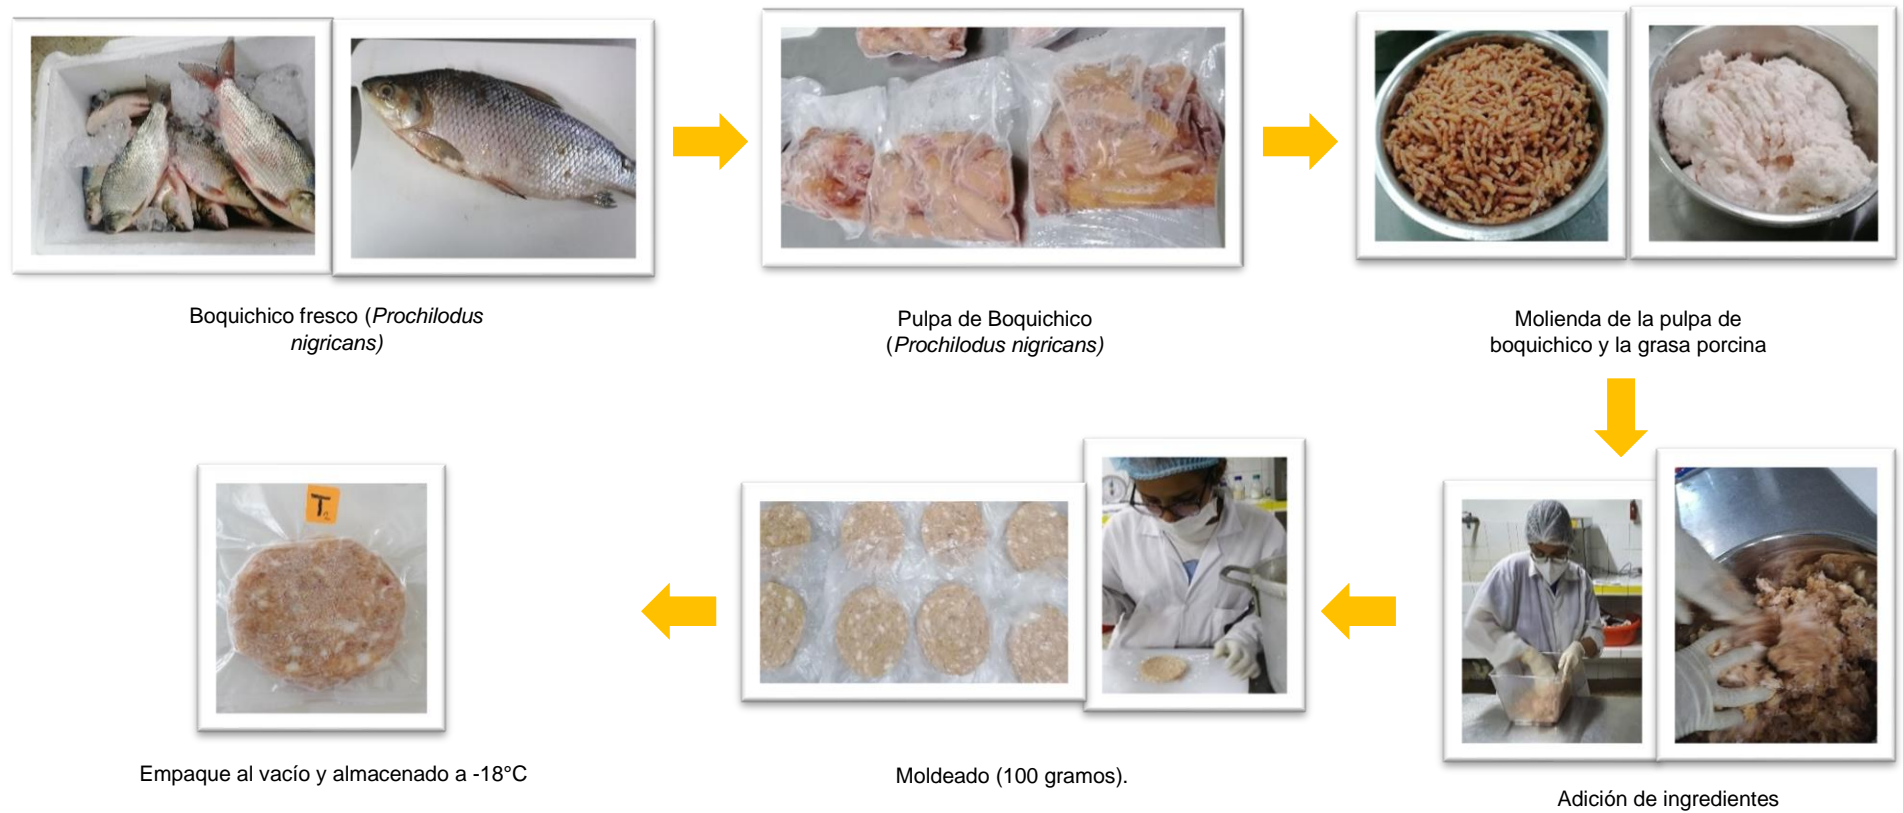 Boquichico fresco (Prochilodus
nigricans)
Pulpa de Boquichico
(Prochilodus nigricans)
Molienda de la pulpa de
boquichico y la grasa porcina
Adición de ingredientes
Moldeado (100 gramos).
T
Empaque al vacío y almacenado a -18°C